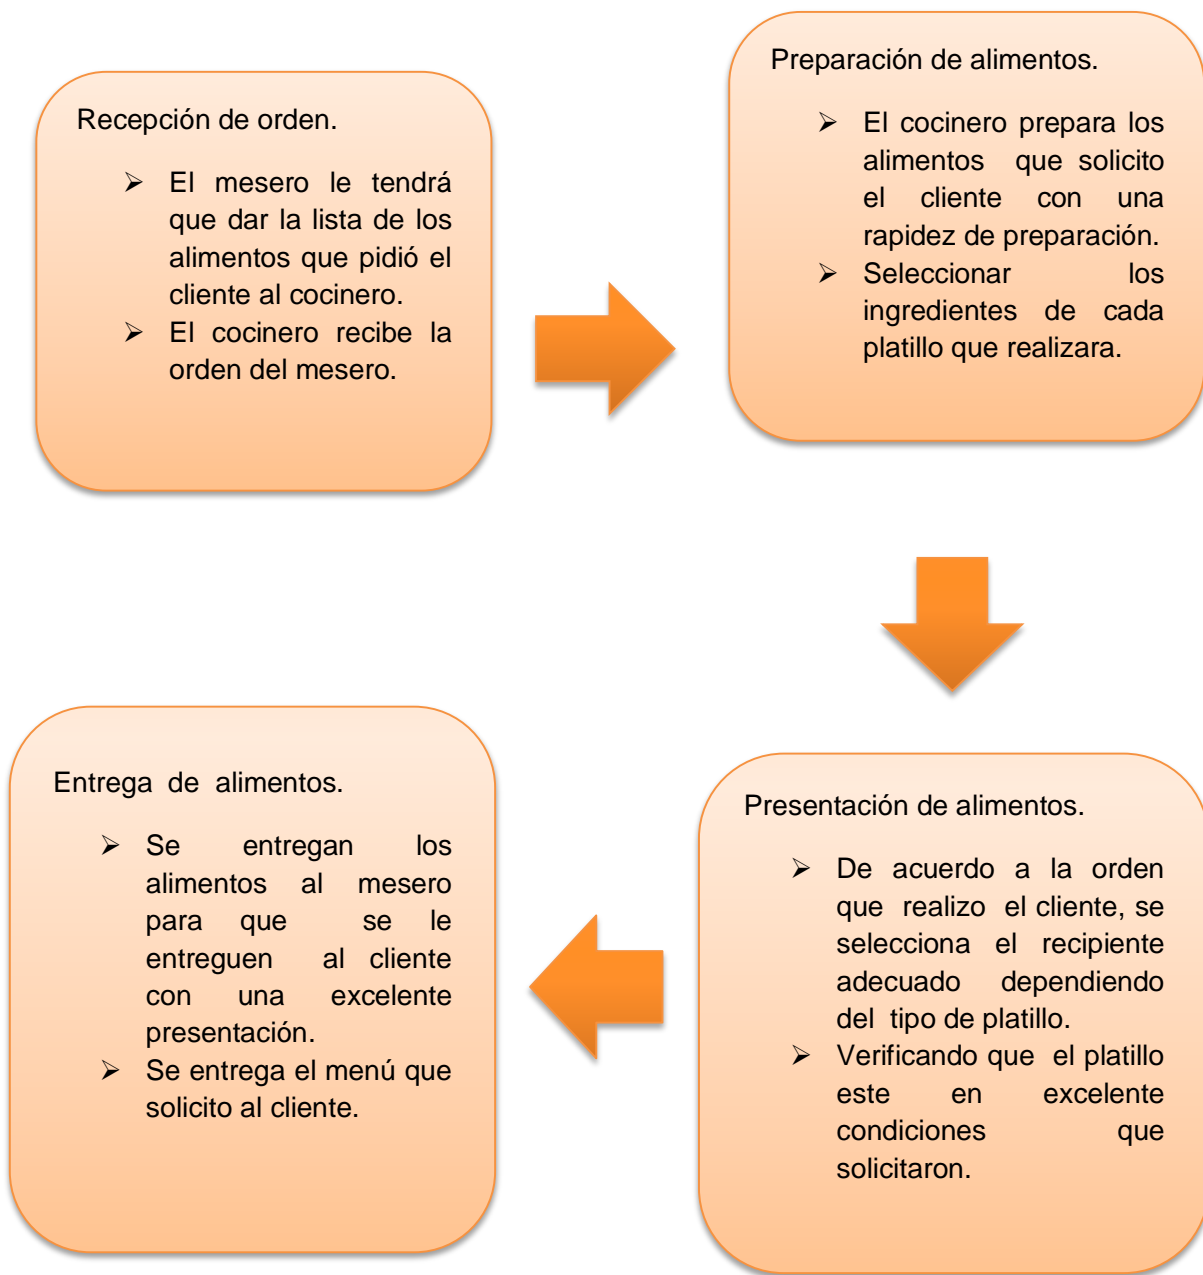 Recepción de orden.
El mesero le tendrá
que dar la lista de los
alimentos que pidió el
cliente al cocinero.
El cocinero recibe la
orden del mesero.
Preparación de alimentos.
El cocinero prepara los
alimentos que solicito
el cliente con una
rapidez de preparación.
Seleccionar los
ingredientes de cada
platillo que realizara.
Presentación de alimentos.
De acuerdo a la orden
que realizo el cliente, se
selecciona el recipiente
adecuado dependiendo
del tipo de platillo.
Verificando que el platillo
este en excelente
condiciones que
solicitaron.
Entrega de alimentos.
Se entregan los
alimentos al mesero
para que se le
entreguen al cliente
con una excelente
presentación.
Se entrega el menú que
solicito al cliente.